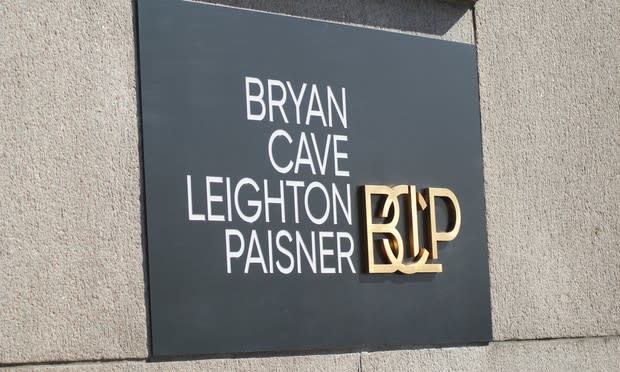 BRYAN
CAVE
LEIGHTON
PAISNER
BCLP